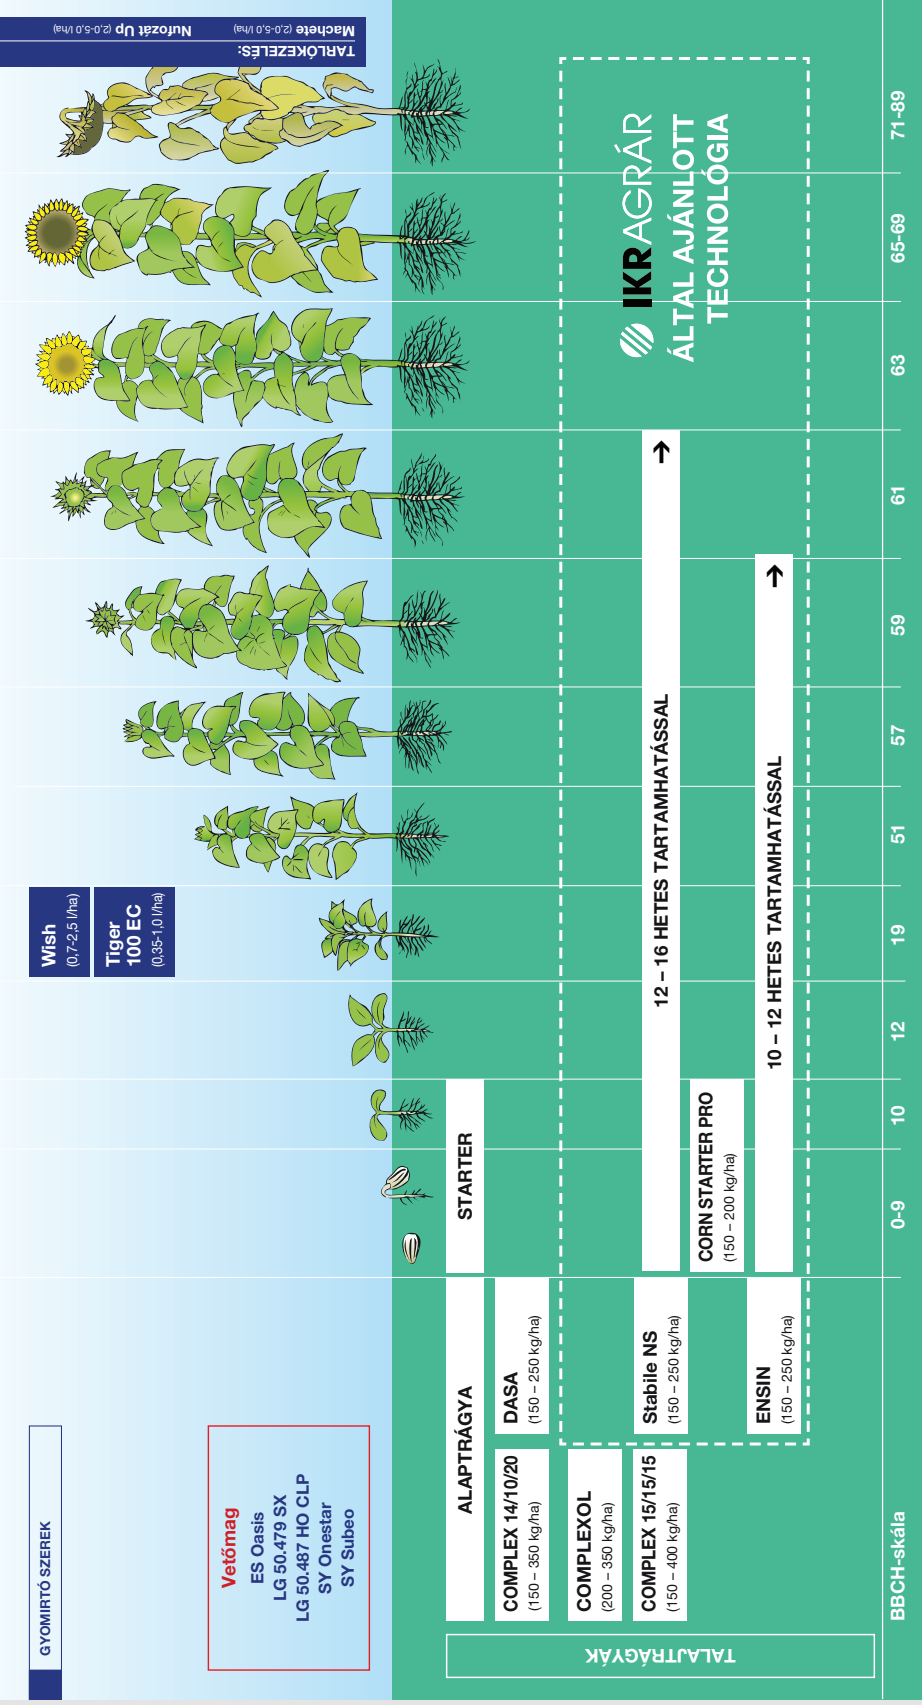 GYOMIRTÓ SZEREK
Wish
(0,7-2,5 l/ha)
Tiger
100 EC
(0,35-1,0 l/ha)
TARLÓKEZELÉS:
Machete (2,0-5,0 l/ha)
Nufozát Up (2,0-5,0 l/ha)
Vetőmag
ES Oasis
LG 50.479 SX
LG 50.487 HO CLP
SY Onestar
SY Subeo
TALAJTRÁGYÁK
ALAPTRÁGYA
STARTER
COMPLEX 14/10/20
(150 – 350 kg/ha)
DASA
(150 – 250 kg/ha)
COMPLEXOL
(200 – 350 kg/ha)
COMPLEX 15/15/15
(150 – 400 kg/ha)
Stabile NS
(150 – 250 kg/ha)
12 – 16 HETES TARTAMHATÁSSAL
CORN STARTER PRO
(150 – 200 kg/ha)
ENSIN
(150 – 250 kg/ha)
10 – 12 HETES TARTAMHATÁSSAL
IKR AGRÁR
ÁLTAL AJÁNLOTT
TECHNOLÓGIA
BBCH-skála
0-9
10
12
19
51
57
59
61
63
65-69
71-89